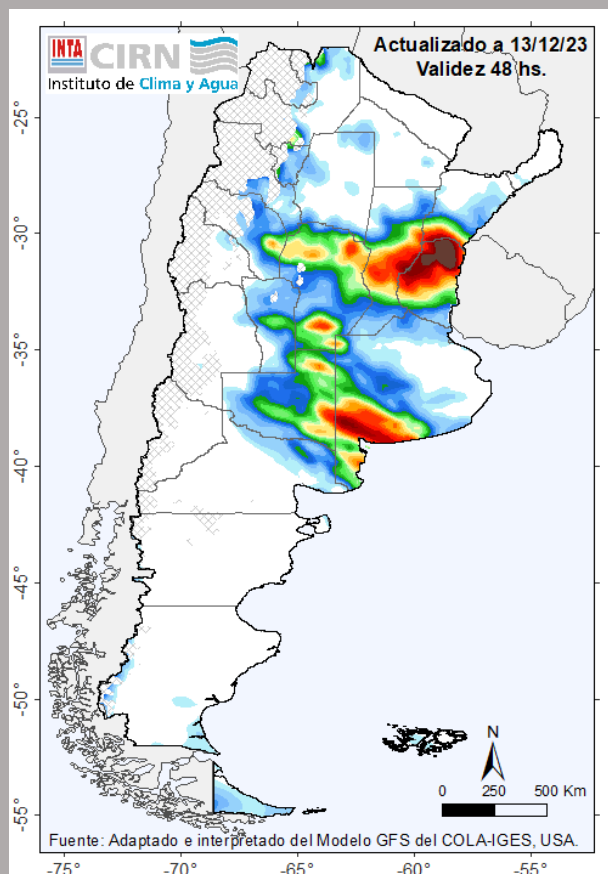 INTA CIRN
Instituto de Clima y Agua
Actualizado a 13/12/23
Validez 48 hs.
-25°
-30°
-35°
-40°
-45°
-50°
-55°
N
0 250 500 Km
Fuente: Adaptado e interpretado del Modelo GFS del COLA-IGES, USA.
-75° -70° -65° -60° -55°